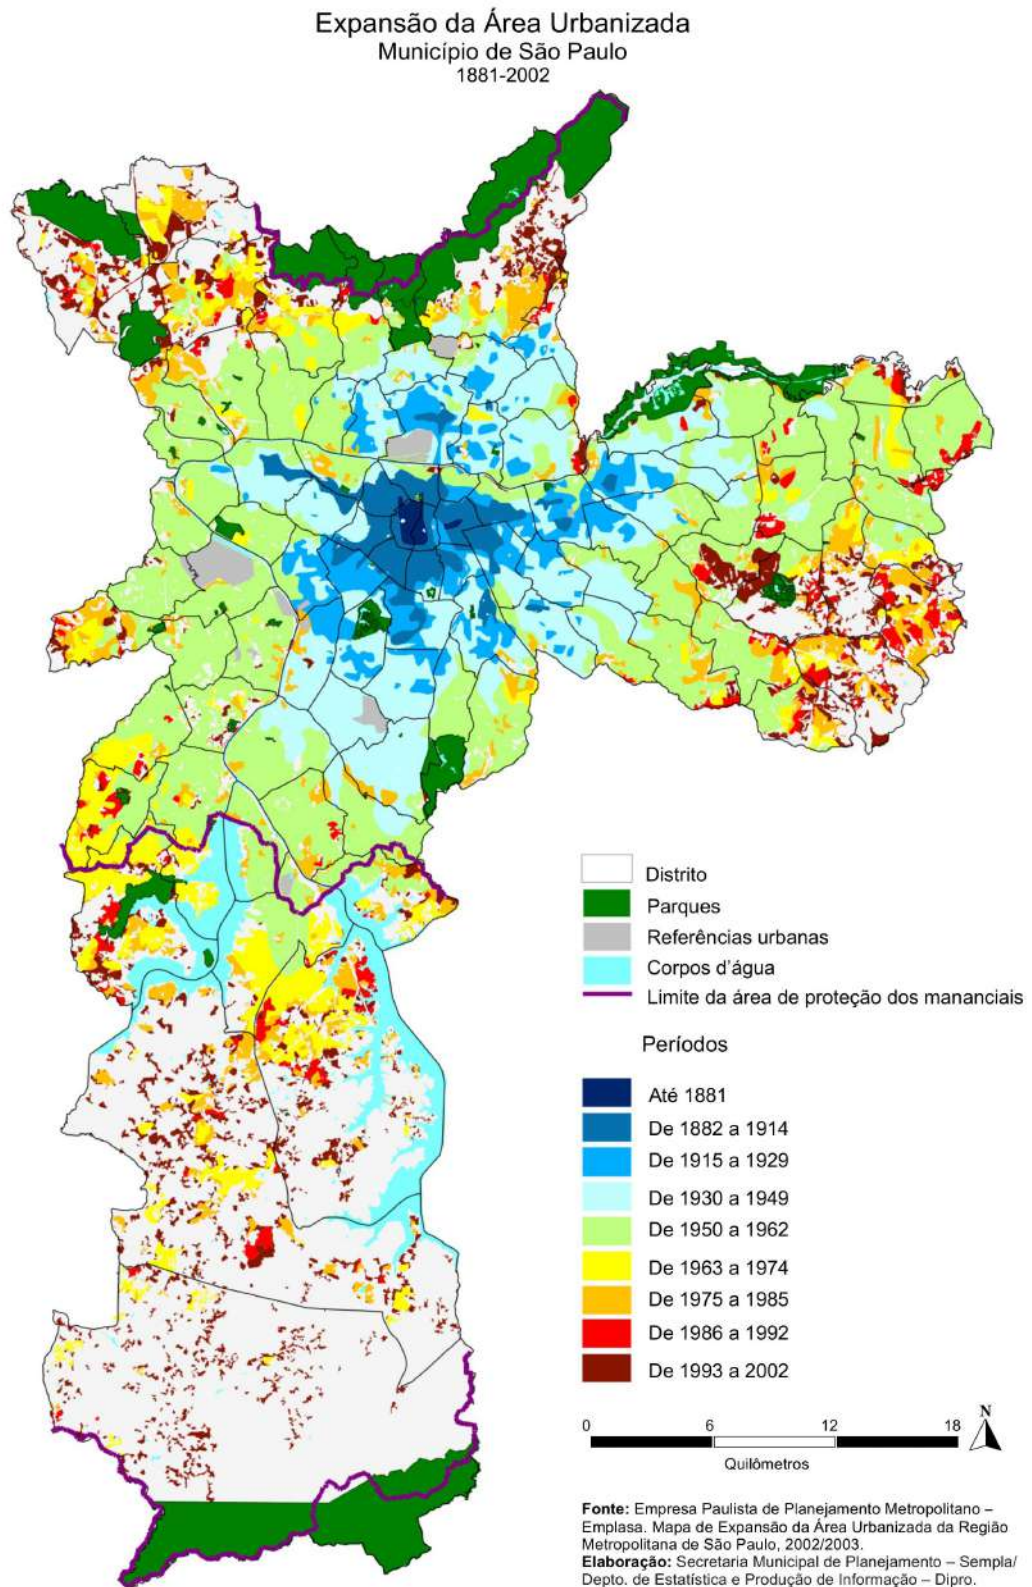 Expansão da Área Urbanizada
Município de São Paulo
1881-2002
Distrito
Parques
Referências urbanas
Corpos d'água
Limite da área de proteção dos mananciais
Períodos
Até 1881
De 1882 a 1914
De 1915 a 1929
De 1930 a 1949
De 1950 a 1962
De 1963 a 1974
De 1975 a 1985
De 1986 a 1992
De 1993 a 2002
0 6 12 18
N
Quilômetros
Fonte: Empresa Paulista de Planejamento Metropolitano –
Emplasa. Mapa de Expansão da Área Urbanizada da Região
Metropolitana de São Paulo, 2002/2003.
Elaboração: Secretaria Municipal de Planejamento – Sempla/
Depto. de Estatística e Produção de Informação – Dipro.